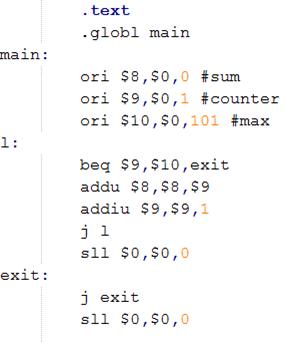 .text
.globl main
main:
ori $8,$0,0 #sum
ori $9,$0,1 #counter
ori $10,$0,101 #max
l:
beq $9,$10,exit
addu $8,$8,$9
addiu $9,$9,1
j l
sll $0,$0,0
exit:
j exit
sll $0,$0,0